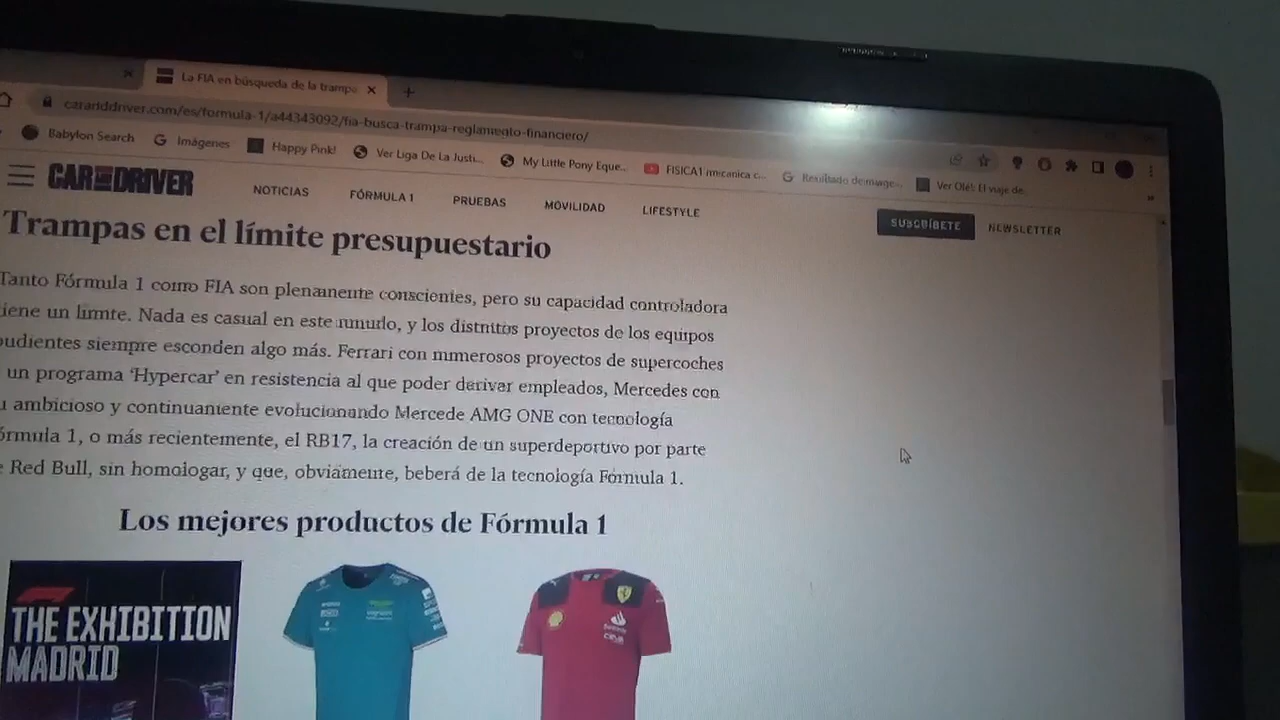 La FIA en búsqueda de la trampa
caranddriver.com/es/formula-1/a44343092/fia-busca-trampa-reglamento-financiero/
Babylon Search
Imágenes
Happy Pink!
Ver Liga De La Justi...
My Little Pony Eque...
FISICA1 mecanica c...
Resultado de image...
Ver Olé!: El viaje de
CAR AND DRIVER
NOTICIAS
FÓRMULA 1
PRUEBAS
MOVILIDAD
LIFESTYLE
SUSCRÍBETE
NEWSLETTER
Trampas en el límite presupuestario
Tanto Fórmula 1 como FIA son plenamente conscientes, pero su capacidad controladora
iene un límite. Nada es casual en este mundo, y los distintos proyectos de los equipos
pudientes siempre esconden algo más. Ferrari con numerosos proyectos de supercoches
un programa ‘Hypercar’ en resistencia al que poder derivar empleados, Mercedes con
u ambicioso y continuamente evolucionando Mercede AMG ONE con tecnología
órmula 1, o más recientemente, el RB17, la creación de un superdeportivo por parte
e Red Bull, sin homologar, y que, obviamente, beberá de la tecnología Fórmula 1.
Los mejores productos de Fórmula 1
THE EXHIBITION
MADRID
Santander